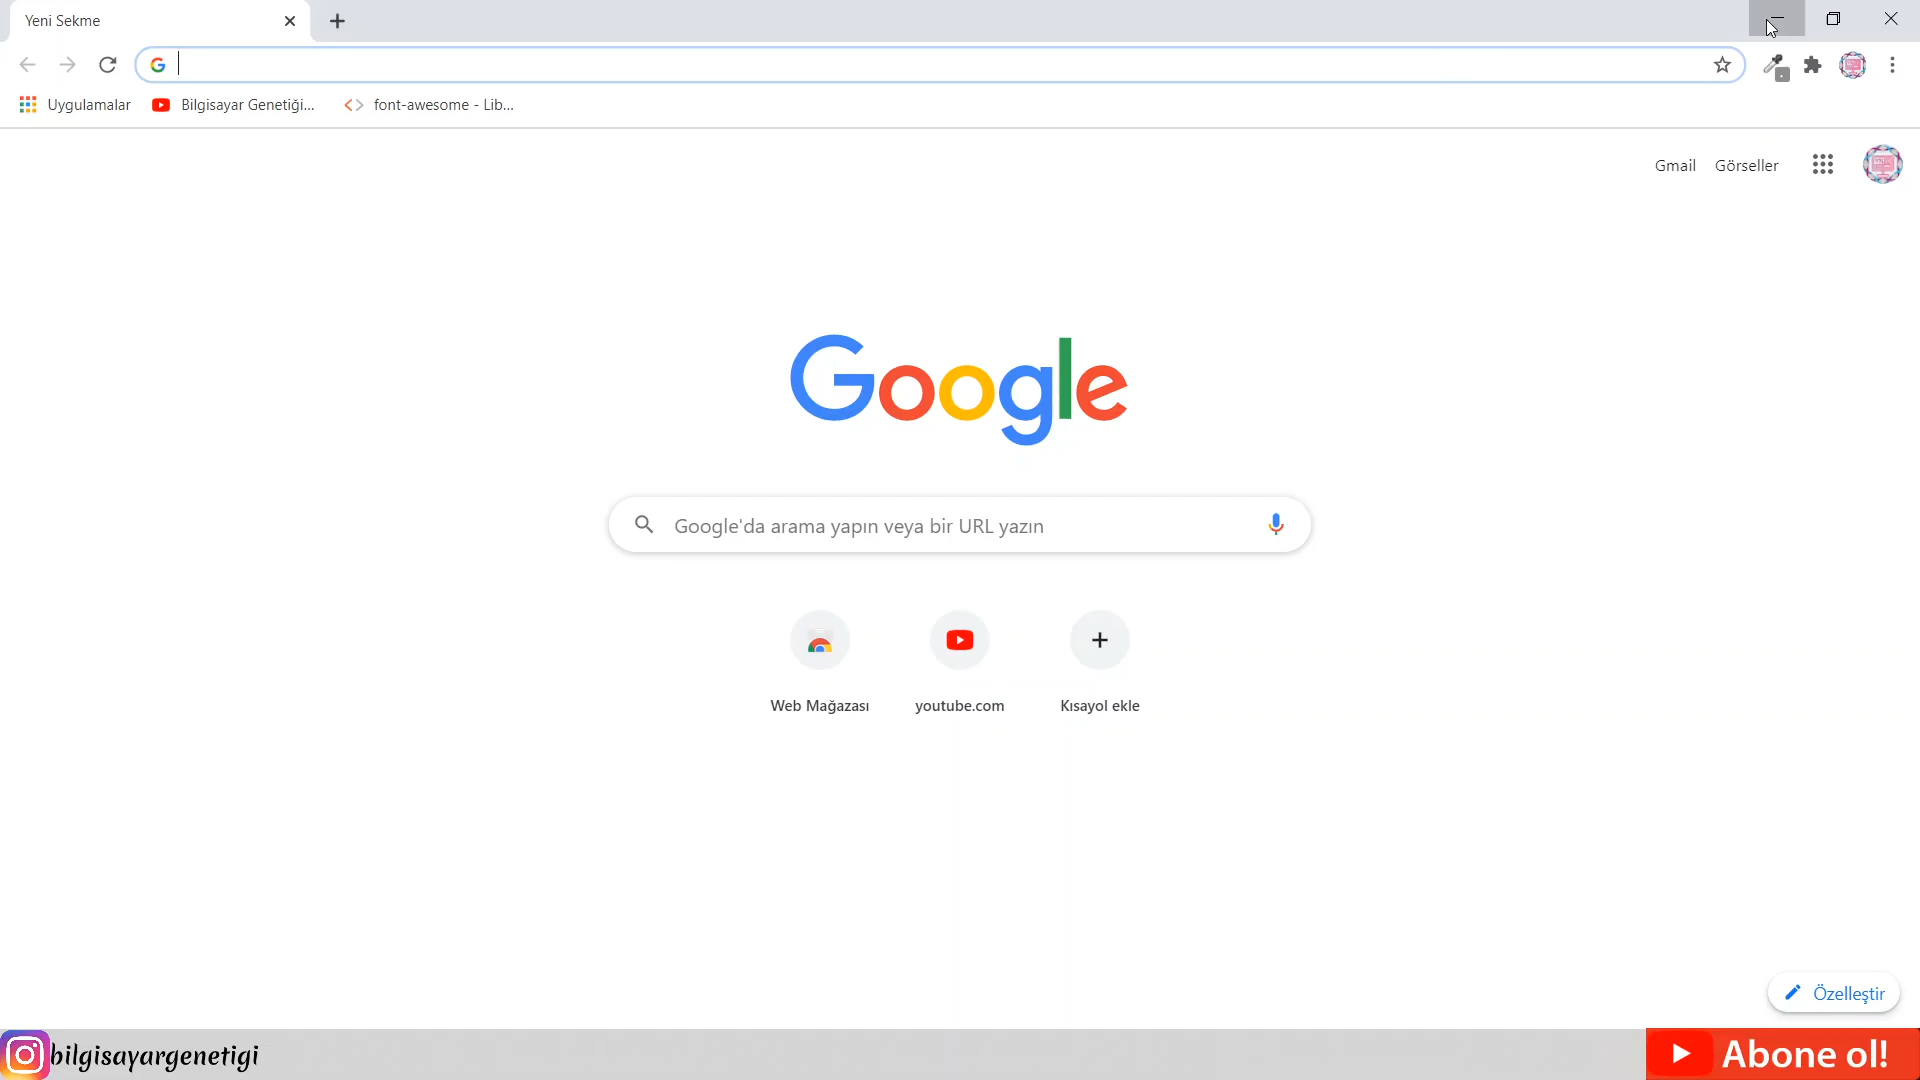 Yeni Sekme
Uygulamalar
Bilgisayar Genetiği...
font-awesome - Lib...
Gmail
Görseller
Google
Google'da arama yapın veya bir URL yazın
Web Mağazası
youtube.com
Kısayol ekle
Özelleştir
bilgisayargenetigi
Abone ol!